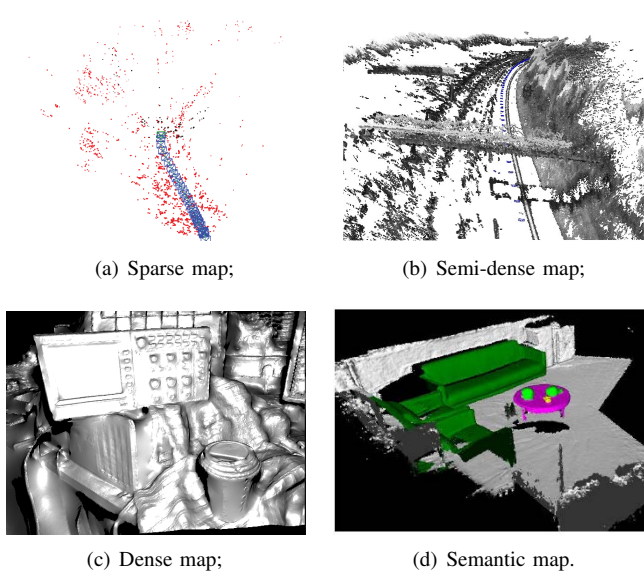 (a) Sparse map;
(b) Semi-dense map;
(c) Dense map;
(d) Semantic map.